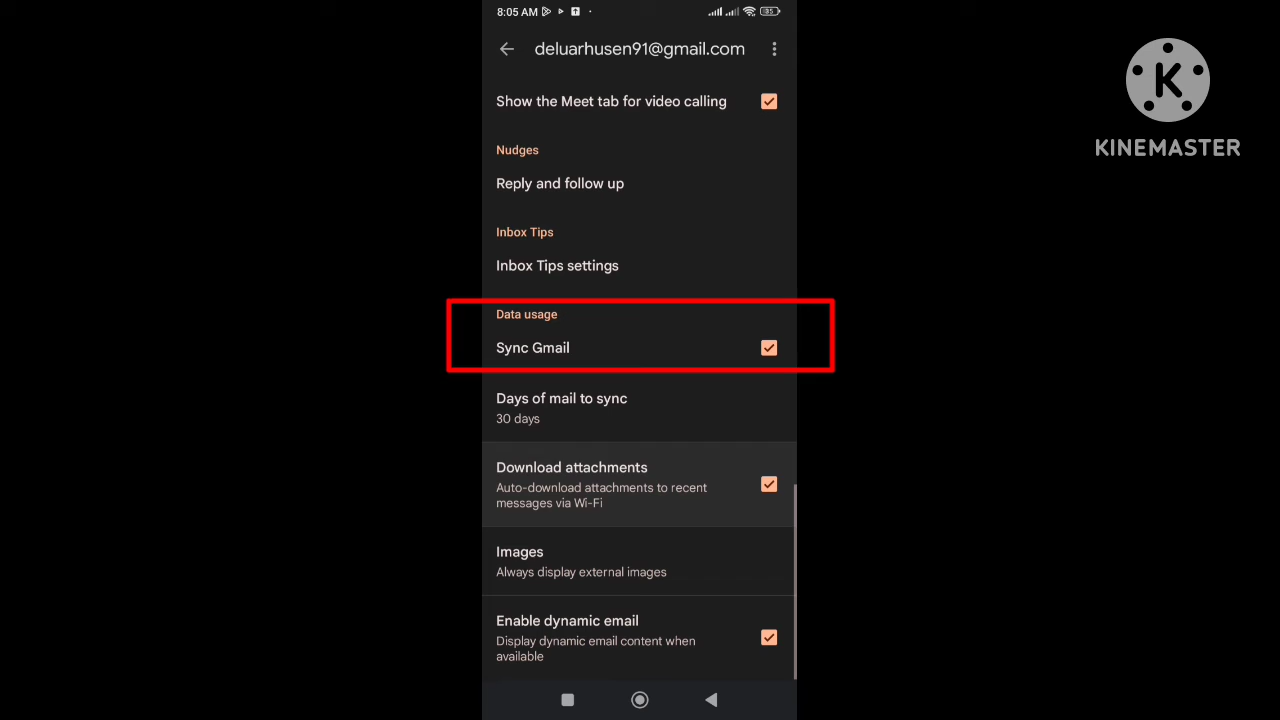 8:05 AM
35
deluarhusen91@gmail.com
K
KINEMASTER
Show the Meet tab for video calling
Nudges
Reply and follow up
Inbox Tips
Inbox Tips settings
Data usage
Sync Gmail
Days of mail to sync
30 days
Download attachments
Auto-download attachments to recent
messages via Wi-Fi
Images
Always display external images
Enable dynamic email
Display dynamic email content when
available